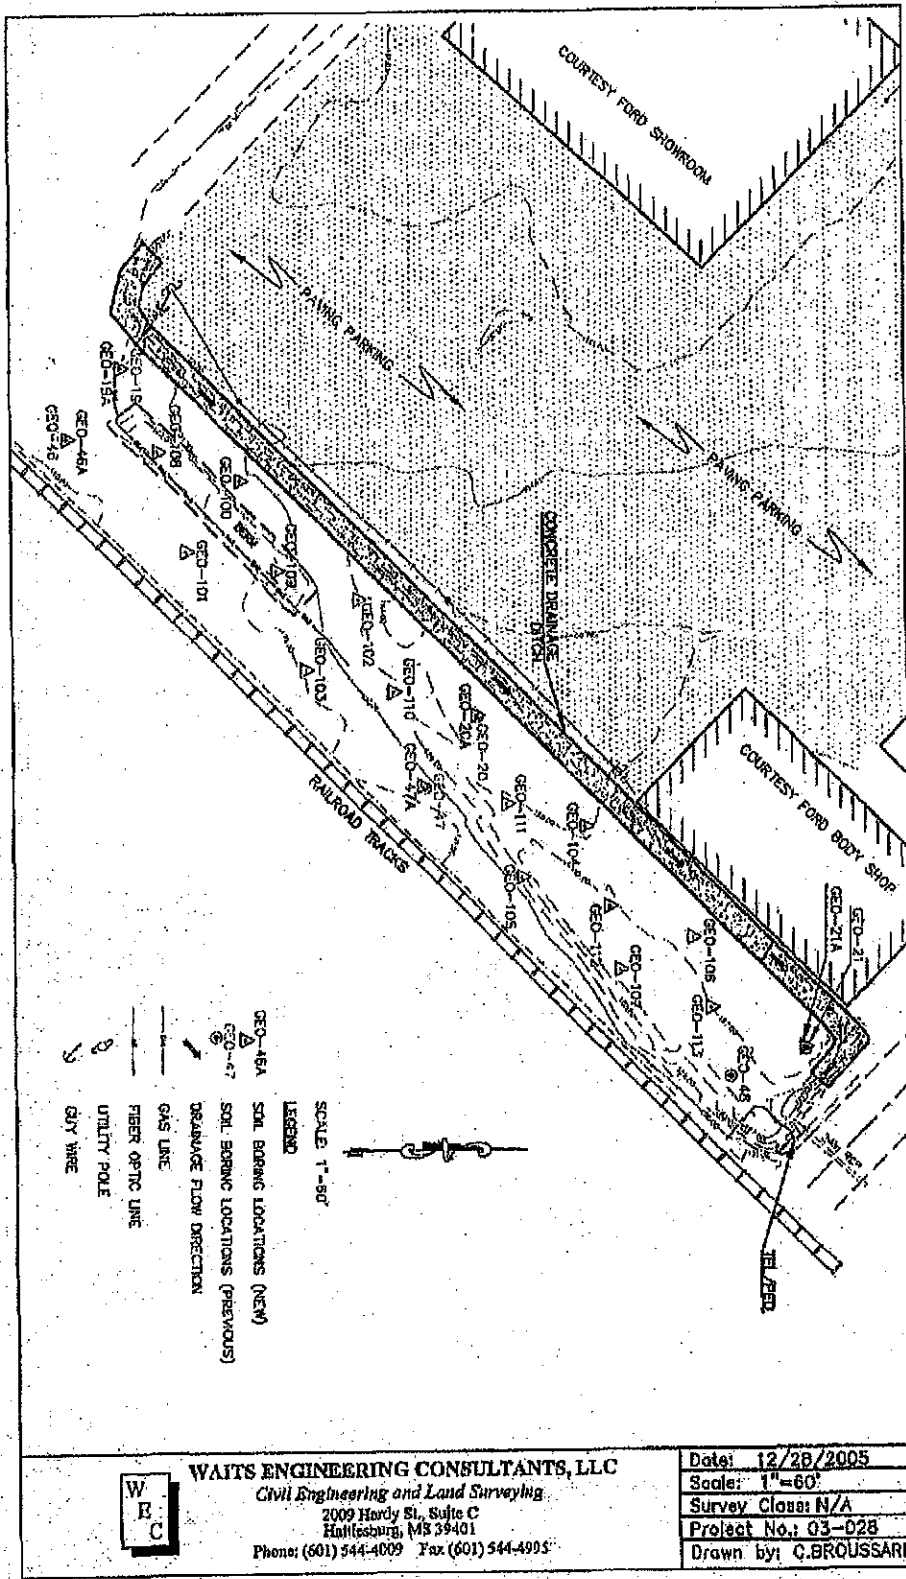 COURTESY FORD SHOWROOM
PAVING PARKING
PAVING PARKING
CONCRETE DRAINAGE
DITCH
COURTESY FORD BODY SHOP
GEO-21
GEO-21A
GEO-19
GEO-19A
GEO-108
GEO-46A
GEO-46
GEO-100
BERM
GEO-109
GEO-101
GEO-102
GEO-103
GEO-110
GEO-20
GEO-20A
GEO-47
GEO-47A
GEO-111
GEO-104
GEO-105
GEO-112
GEO-106
GEO-107
GEO-113
GEO-48
RAILROAD TRACKS
TEL/PED.
SCALE: 1"=60'
LEGEND
GEO-46A SOIL BORING LOCATIONS (NEW)
GEO-47 SOIL BORING LOCATIONS (PREVIOUS)
DRAINAGE FLOW DIRECTION
GAS LINE
FIBER OPTIC LINE
UTILITY POLE
GUY WIRE
WEC
WAITS ENGINEERING CONSULTANTS, LLC
Civil Engineering and Land Surveying
2009 Hardy St., Suite C
Hattiesburg, MS 39401
Phone: (601) 544-4009 Fax (601) 544-4995
Date: 12/28/2005
Scale: 1"=60'
Survey Class: N/A
Project No.: 03-028
Drawn by: C.BROUSSARD